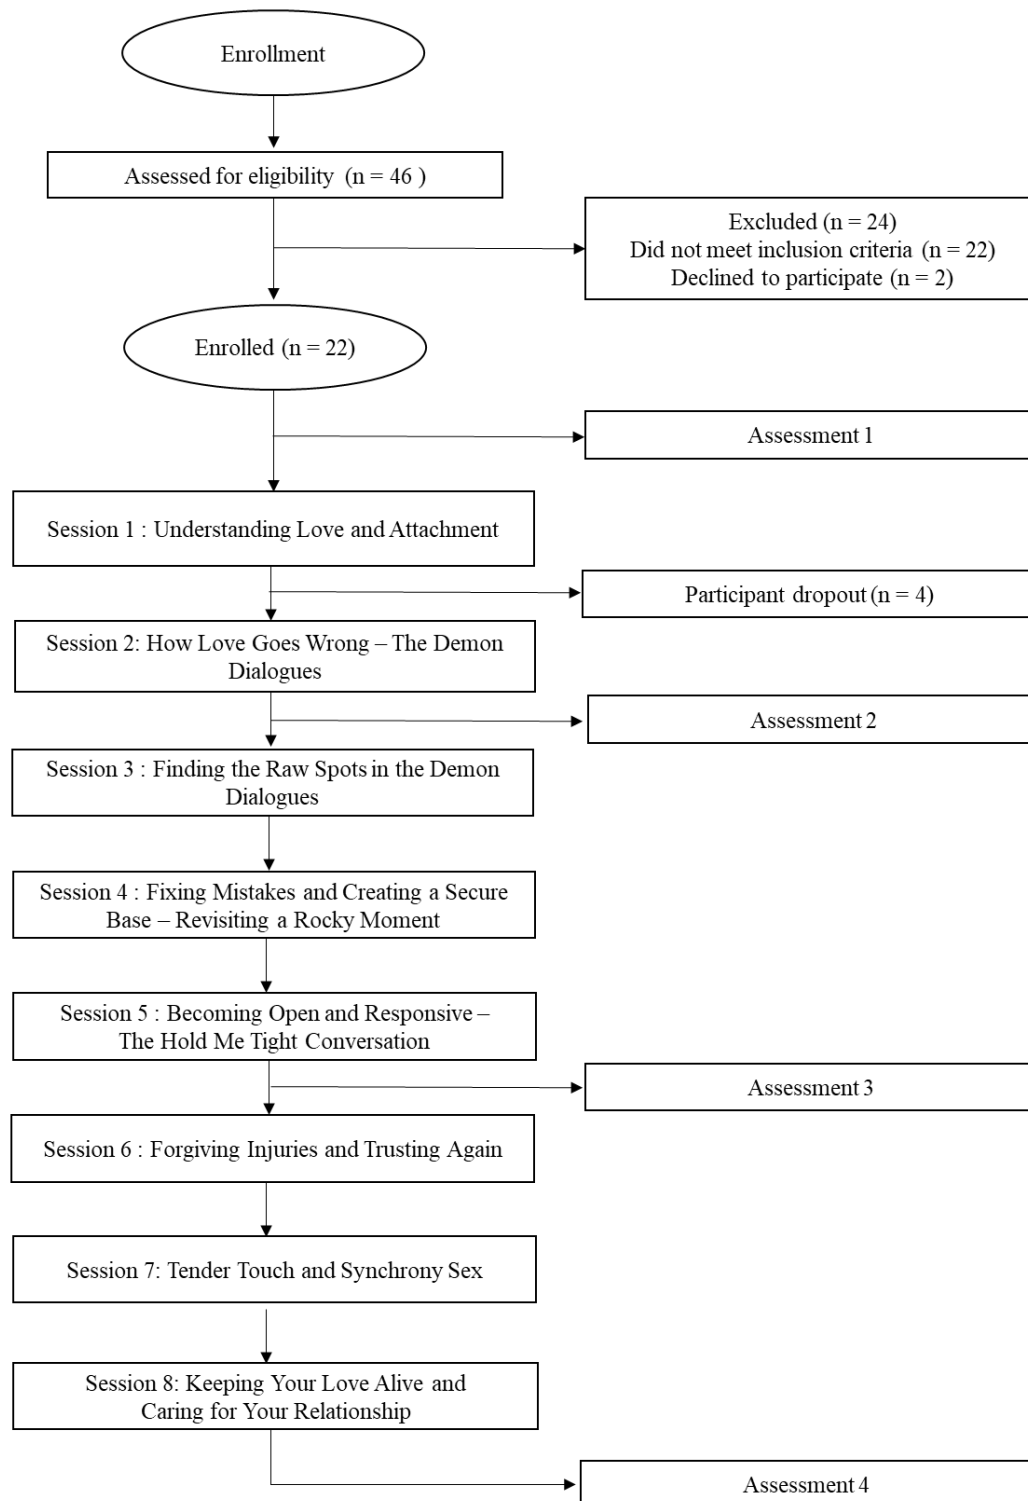 Enrollment
Assessed for eligibility (n = 46 )
Excluded (n = 24)
Did not meet inclusion criteria (n = 22)
Declined to participate (n = 2)
Enrolled (n = 22)
Assessment 1
Session 1 : Understanding Love and Attachment
Participant dropout (n = 4)
Session 2: How Love Goes Wrong – The Demon
Dialogues
Assessment 2
Session 3 : Finding the Raw Spots in the Demon
Dialogues
Session 4 : Fixing Mistakes and Creating a Secure
Base – Revisiting a Rocky Moment
Session 5 : Becoming Open and Responsive –
The Hold Me Tight Conversation
Assessment 3
Session 6 : Forgiving Injuries and Trusting Again
Session 7: Tender Touch and Synchrony Sex
Session 8: Keeping Your Love Alive and
Caring for Your Relationship
Assessment 4